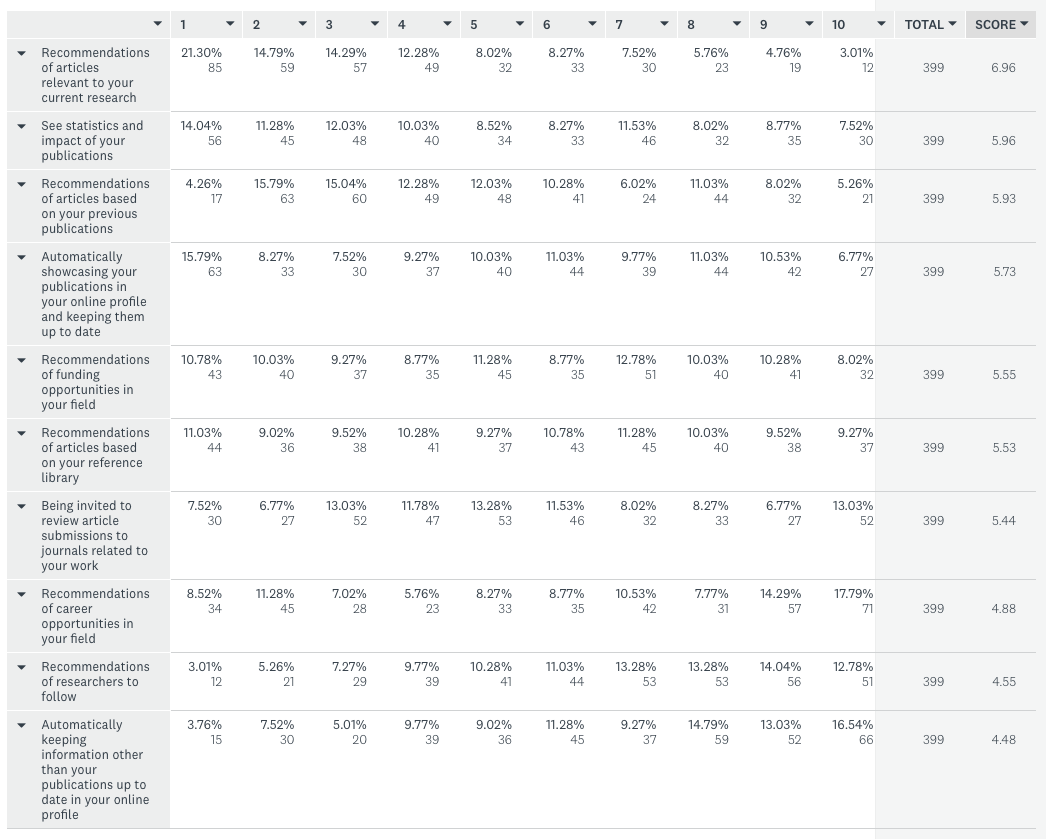 1 2 3 4 5 6 7 8 9 10 TOTAL SCORE
Recommendations 21.30% 14.79% 14.29% 12.28% 8.02% 8.27% 7.52% 5.76% 4.76% 3.01%
of articles 85 59 57 49 32 33 30 23 19 12 399 6.96
relevant to your
current research
See statistics and 14.04% 11.28% 12.03% 10.03% 8.52% 8.27% 11.53% 8.02% 8.77% 7.52%
impact of your 56 45 48 40 34 33 46 32 35 30 399 5.96
publications
Recommendations 4.26% 15.79% 15.04% 12.28% 12.03% 10.28% 6.02% 11.03% 8.02% 5.26%
of articles based 17 63 60 49 48 41 24 44 32 21 399 5.93
on your previous
publications
Automatically 15.79% 8.27% 7.52% 9.27% 10.03% 11.03% 9.77% 11.03% 10.53% 6.77%
showcasing your 63 33 30 37 40 44 39 44 42 27 399 5.73
publications in
your online profile
and keeping them
up to date
Recommendations 10.78% 10.03% 9.27% 8.77% 11.28% 8.77% 12.78% 10.03% 10.28% 8.02%
of funding 43 40 37 35 45 35 51 40 41 32 399 5.55
opportunities in
your field
Recommendations 11.03% 9.02% 9.52% 10.28% 9.27% 10.78% 11.28% 10.03% 9.52% 9.27%
of articles based 44 36 38 41 37 43 45 40 38 37 399 5.53
on your reference
library
Being invited to 7.52% 6.77% 13.03% 11.78% 13.28% 11.53% 8.02% 8.27% 6.77% 13.03%
review article 30 27 52 47 53 46 32 33 27 52 399 5.44
submissions to
journals related to
your work
Recommendations 8.52% 11.28% 7.02% 5.76% 8.27% 8.77% 10.53% 7.77% 14.29% 17.79%
of career 34 45 28 23 33 35 42 31 57 71 399 4.88
opportunities in
your field
Recommendations 3.01% 5.26% 7.27% 9.77% 10.28% 11.03% 13.28% 13.28% 14.04% 12.78%
of researchers to 12 21 29 39 41 44 53 53 56 51 399 4.55
follow
Automatically 3.76% 7.52% 5.01% 9.77% 9.02% 11.28% 9.27% 14.79% 13.03% 16.54%
keeping 15 30 20 39 36 45 37 59 52 66 399 4.48
information other
than your
publications up to
date in your online
profile